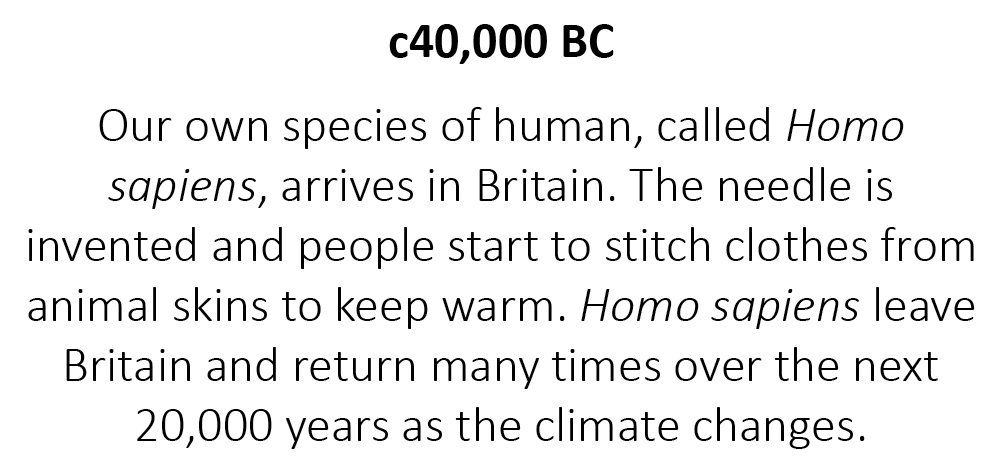 c40,000 BC
Our own species of human, called Homo
sapiens, arrives in Britain. The needle is
invented and people start to stitch clothes from
animal skins to keep warm. Homo sapiens leave
Britain and return many times over the next
20,000 years as the climate changes.